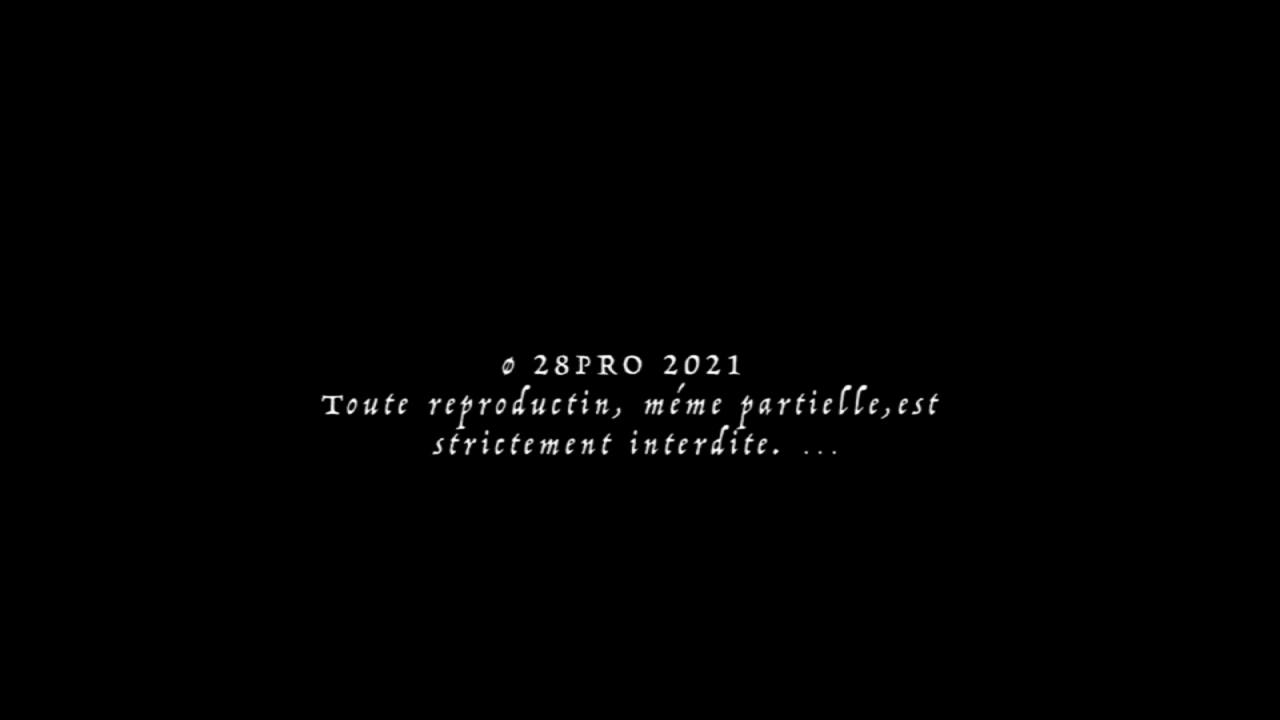 ø 28PRO 2021
Toute reproductin, méme partielle,est
strictement interdite. ...